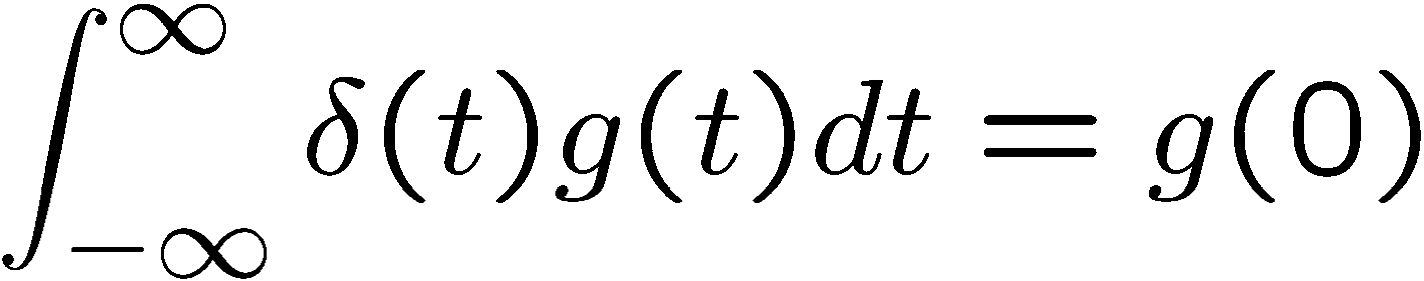 ∫_{-∞}^{∞} δ(t)g(t)dt = g(0)